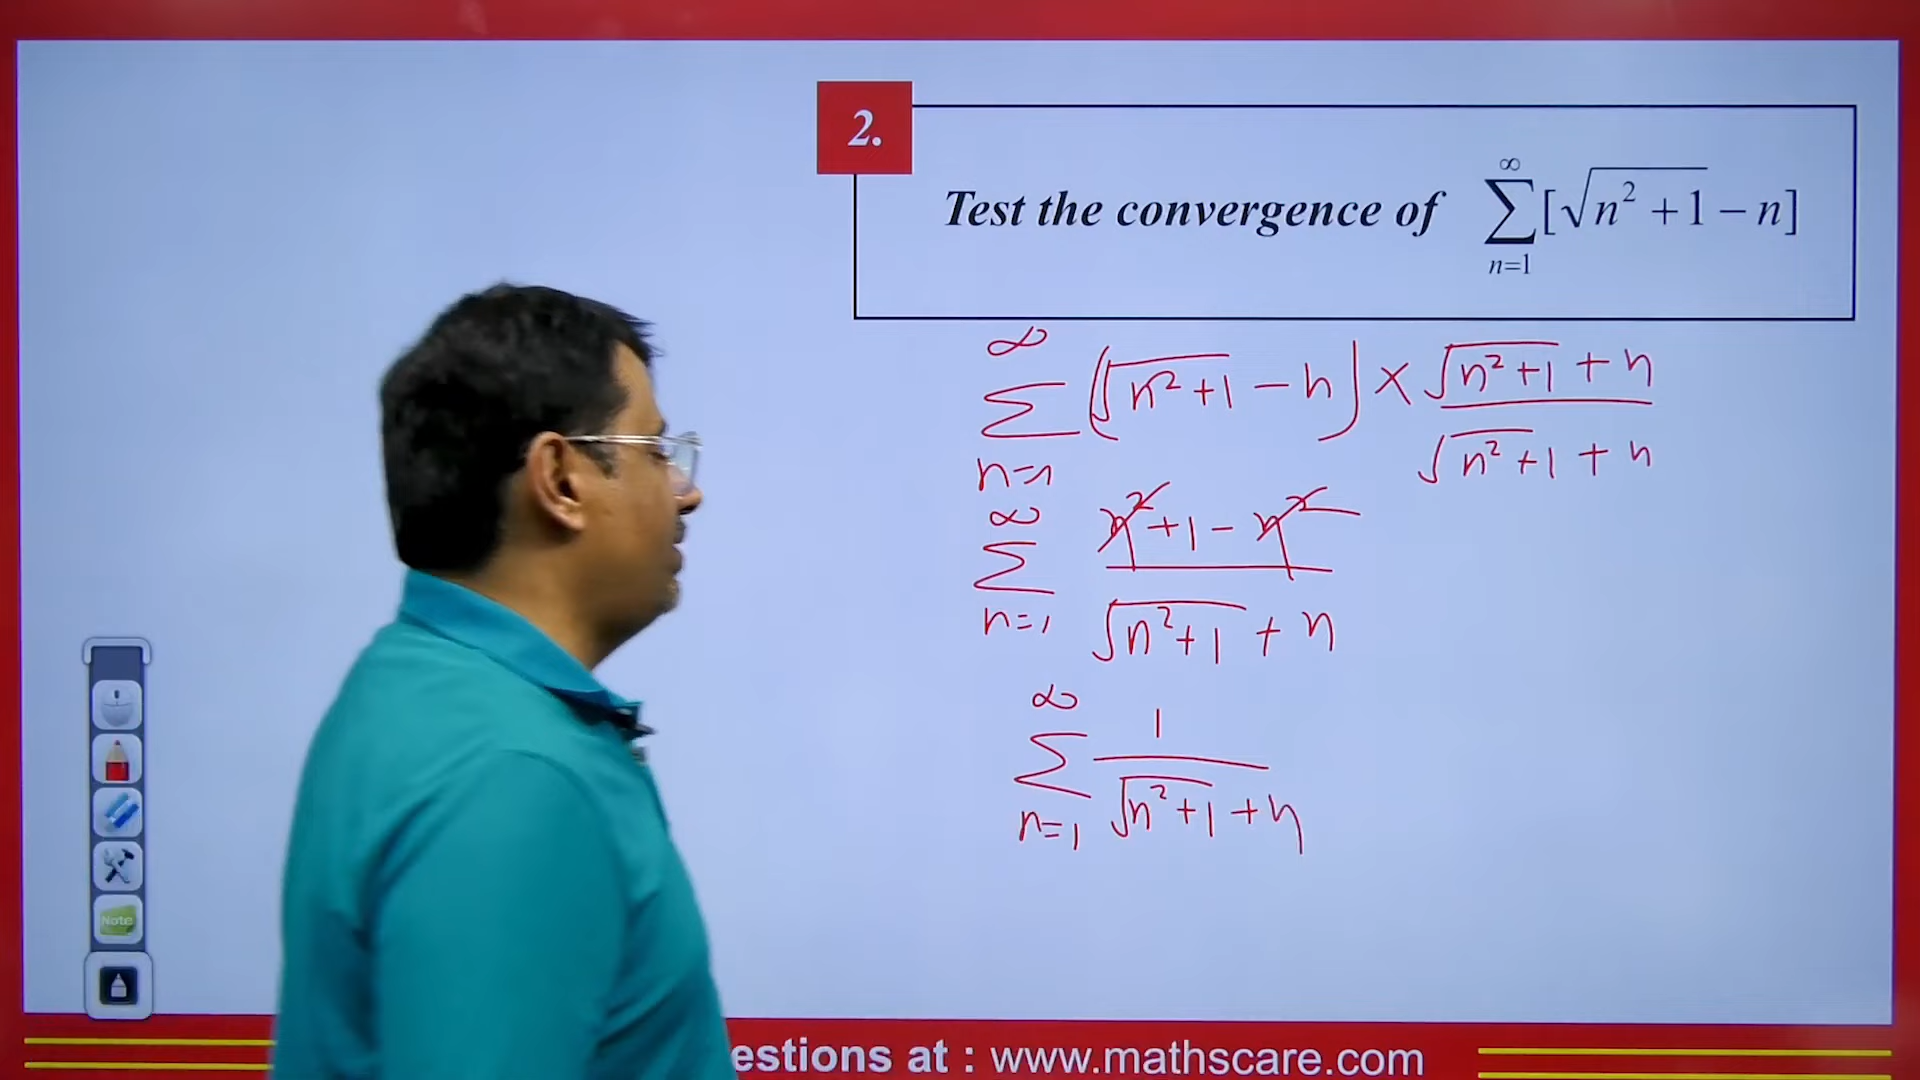 2.
Test the convergence of ∞ ∑ n=1 [√n² + 1 − n]
∞ ∑ n=1 (√n²+1 − n) × √n²+1 + n / √n²+1 + n
∞ ∑ n=1 n²+1−n² / √n²+1 + n
∞ ∑ n=1 1 / √n²+1 + n
Note
estions at : www.mathscare.com